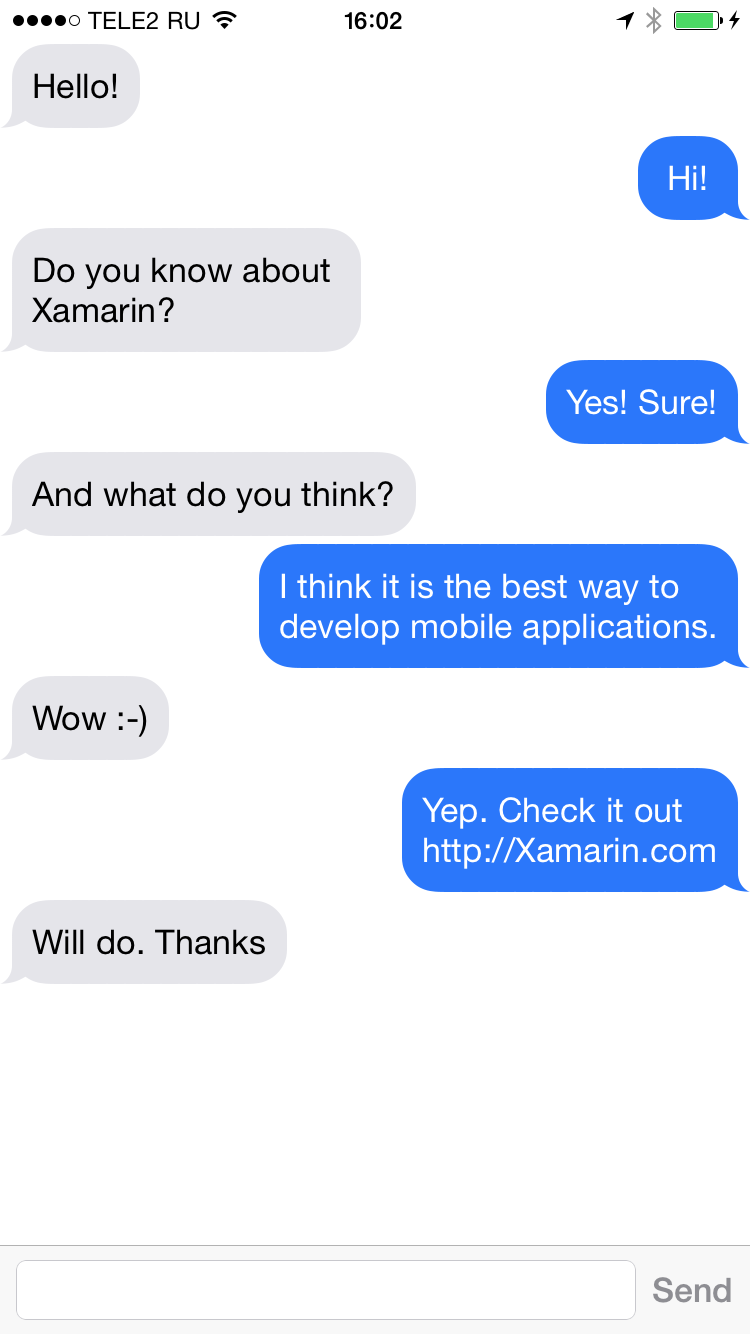 TELE2 RU 16:02
Hello!
Hi!
Do you know about
Xamarin?
Yes! Sure!
And what do you think?
I think it is the best way to
develop mobile applications.
Wow :-)
Yep. Check it out
http://Xamarin.com
Will do. Thanks
Send